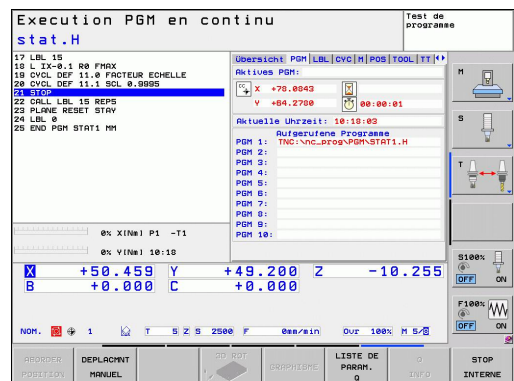 Execution PGM en continu
Test de programme
stat.H
17 LBL 15
18 L IX-0.1 R0 FMAX
19 CYCL DEF 11.0 FACTEUR ECHELLE
20 CYCL DEF 11.1 SCL 0.9995
21 STOP
22 CALL LBL 15 REP5
23 PLANE RESET STAY
24 LBL 0
25 END PGM STAT1 MM
Übersicht PGM LBL CYC M POS TOOL TT
Aktives PGM:
CC X +78.0843
Y +64.2780 00:00:01
Aktuelle Uhrzeit: 10:18:03
Aufgerufene Programme
PGM 1: TNC:\nc_prog\PGM\STAT1.H
PGM 2:
PGM 3:
PGM 4:
PGM 5:
PGM 6:
PGM 7:
PGM 8:
PGM 9:
PGM 10:
0% X[Nm] P1 -T1
0% Y[Nm] 10:18
X +50.459 Y +49.200 Z -10.255
B +0.000 C +0.000
NOM. 1 T 5 Z S 2500 F 0mm/min Ovr 100% M 5/9
M
S
T
S100%
OFF ON
F100%
OFF ON
ABORDER POSITION
DEPLACMNT MANUEL
3D ROT
GRAPHISME
LISTE DE PARAM. Q
Q INFO
STOP INTERNE